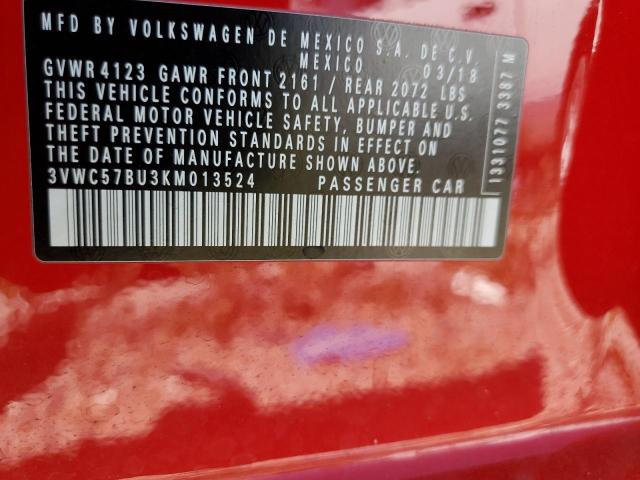 MFD BY VOLKSWAGEN DE MEXICO S.A. DE C.V.
MEXICO 03/18
GVWR 4123 GAWR FRONT 2161 / REAR 2072 LBS
THIS VEHICLE CONFORMS TO ALL APPLICABLE U.S.
FEDERAL MOTOR VEHICLE SAFETY, BUMPER AND
THEFT PREVENTION STANDARDS IN EFFECT ON
THE DATE OF MANUFACTURE SHOWN ABOVE.
3VWC57BU3KM013524 PASSENGER CAR
1331077 3387 M